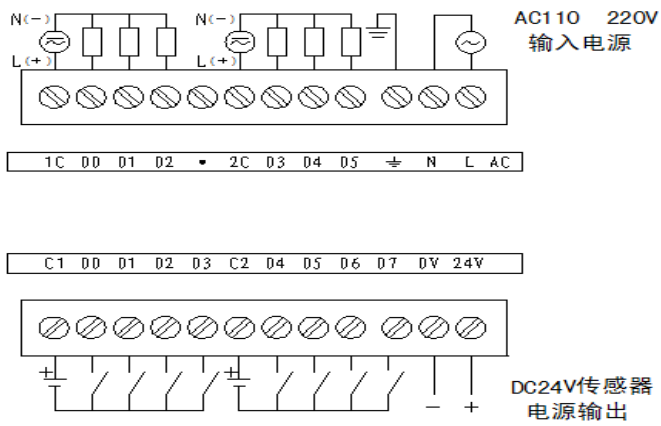 N(-) N(-) AC110 220V
输入电源
L(+) L(+)
1C D0 D1 D2 • 2C D3 D4 D5 ⏚ N L AC
C1 D0 D1 D2 D3 C2 D4 D5 D6 D7 0V 24V
+ +
DC24V传感器
- + 电源输出